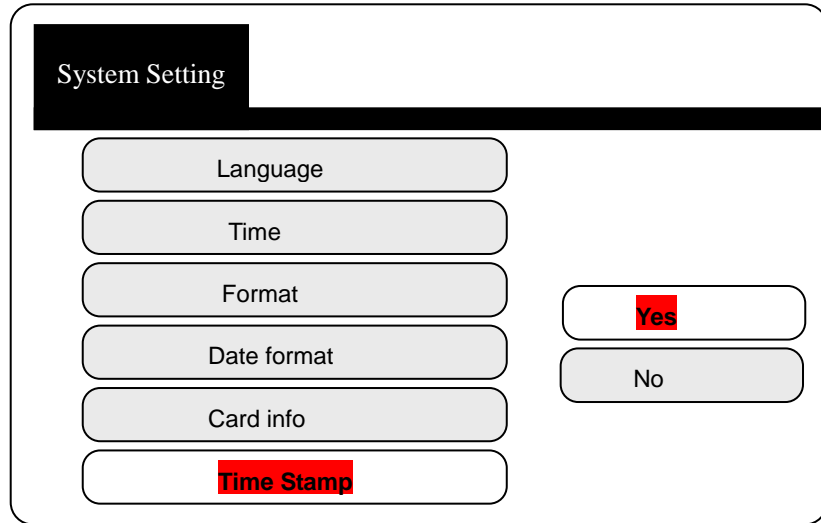 System Setting
Language
Time
Format
Date format
Card info
Time Stamp
Yes
No